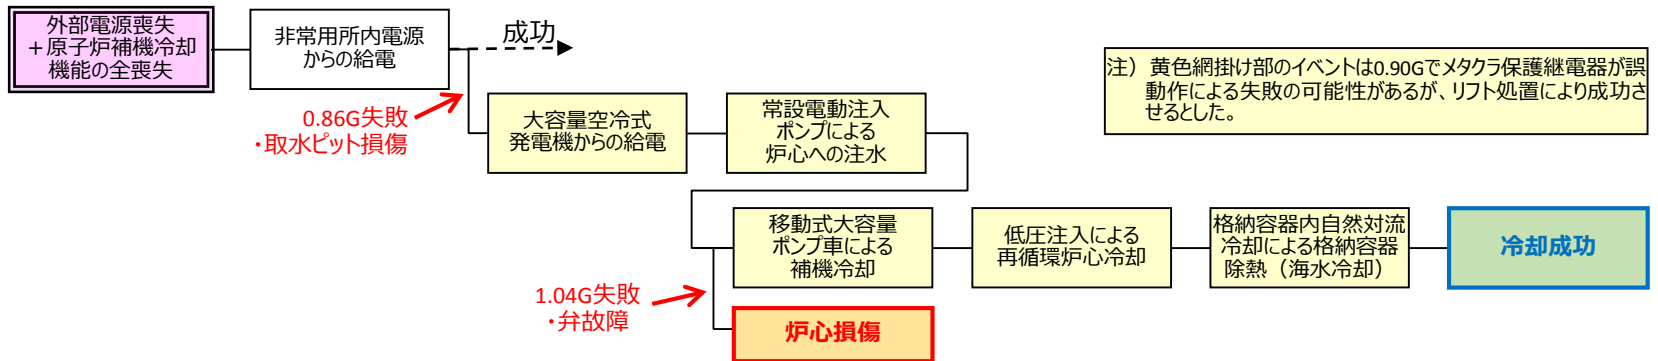 外部電源喪失
＋原子炉補機冷却
機能の全喪失
非常用所内電源
からの給電
成功
注）黄色網掛け部のイベントは0.90Gでメタクラ保護継電器が誤
動作による失敗の可能性があるが、リフト処置により成功さ
せるとした。
0.86G失敗
・取水ピット損傷
大容量空冷式
発電機からの給電
常設電動注入
ポンプによる
炉心への注水
移動式大容量
ポンプ車による
補機冷却
低圧注入による
再循環炉心冷却
格納容器内自然対流
冷却による格納容器
除熱（海水冷却）
冷却成功
1.04G失敗
・弁故障
炉心損傷